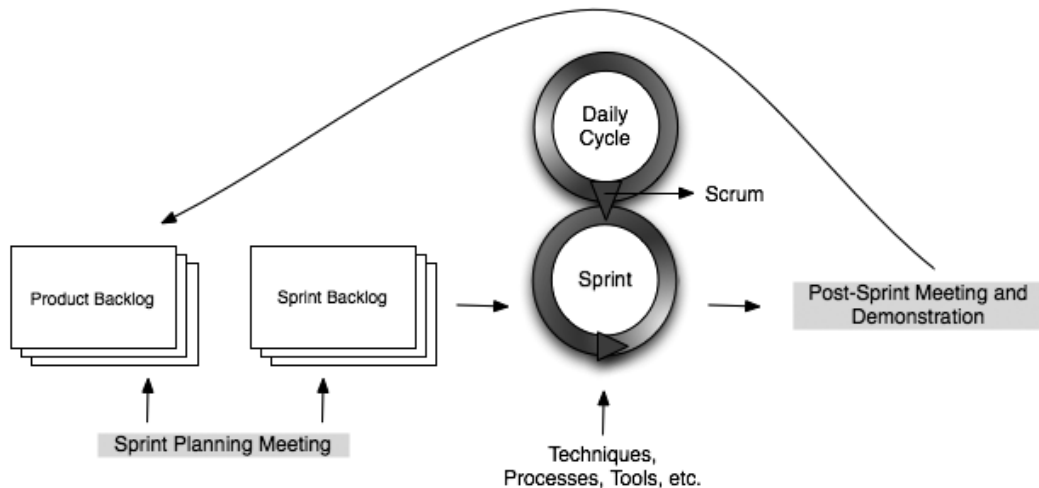 Daily
Cycle
Scrum
Product Backlog
Sprint Backlog
Sprint
Post-Sprint Meeting and
Demonstration
Sprint Planning Meeting
Techniques,
Processes, Tools, etc.